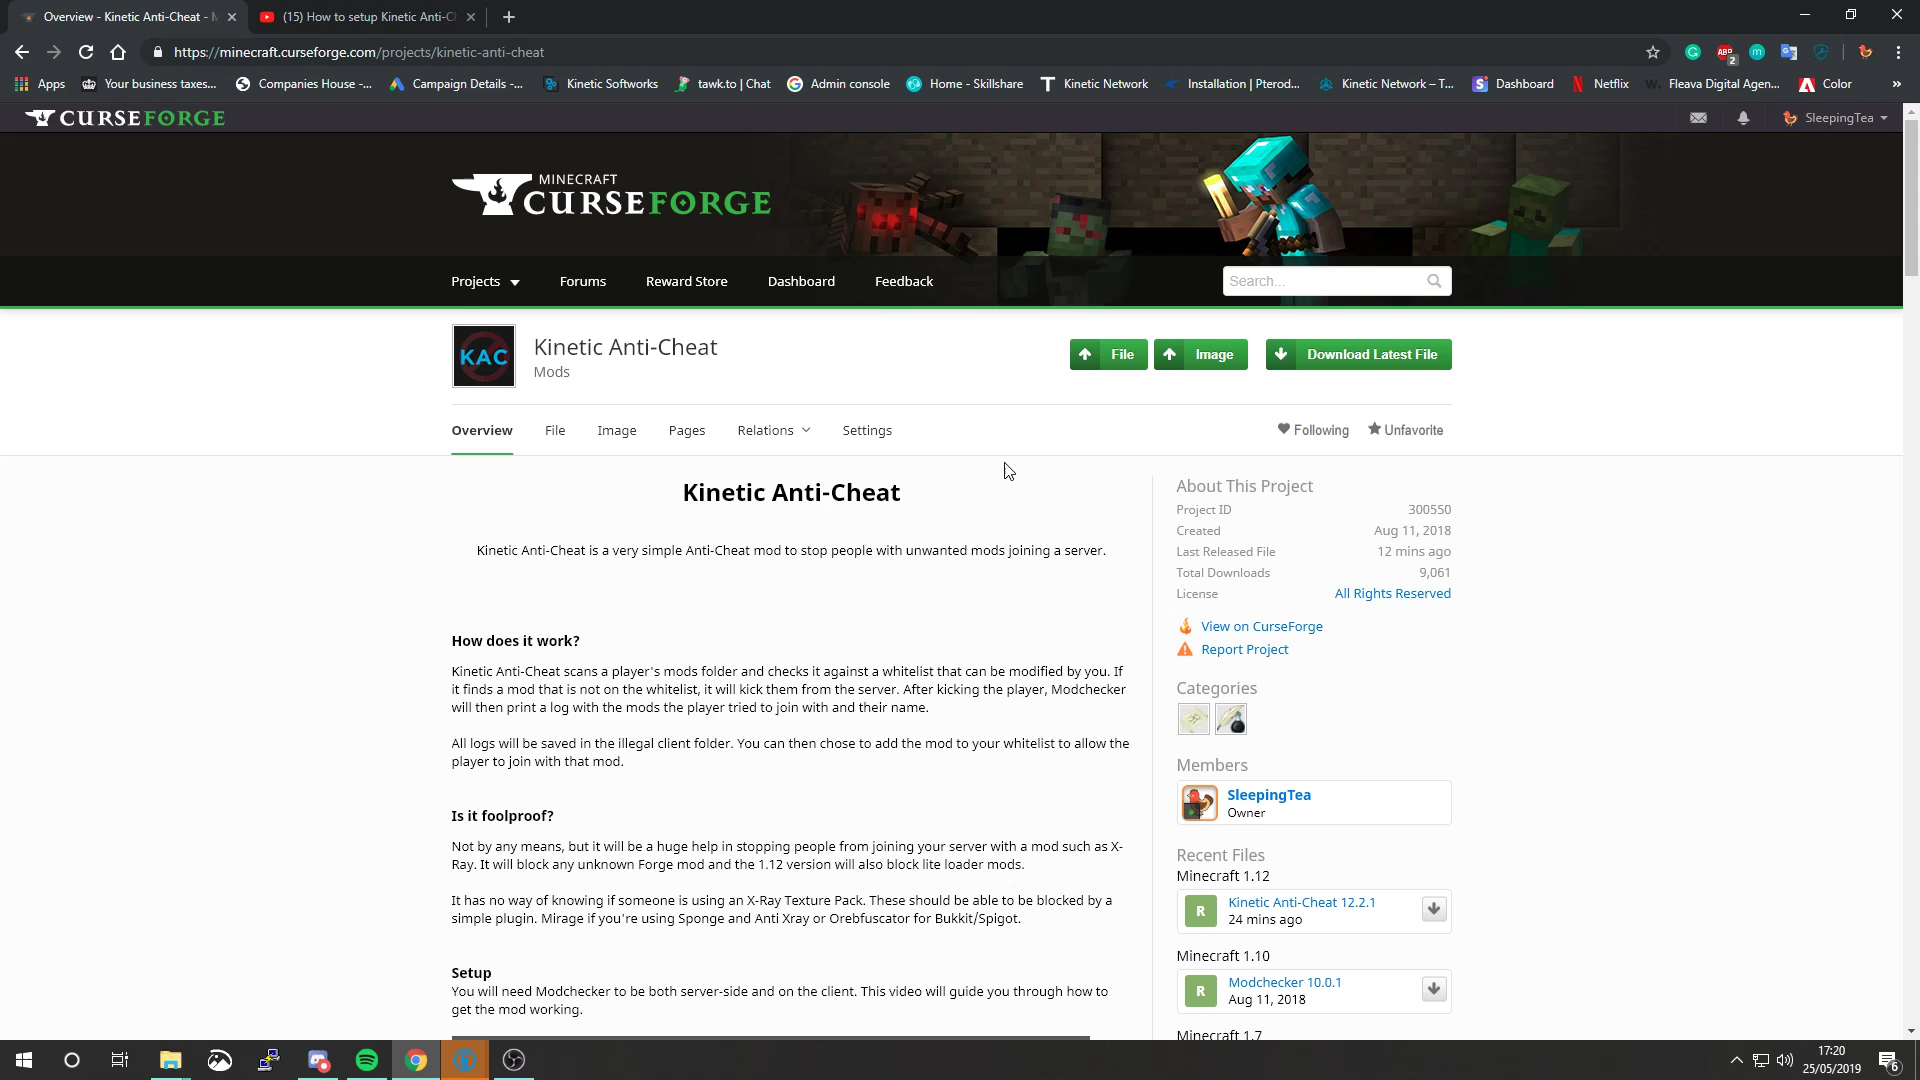 Overview - Kinetic Anti-Cheat -
(15) How to setup Kinetic Anti-C
https://minecraft.curseforge.com/projects/kinetic-anti-cheat
ABP
2
m
Apps
Your business taxes...
Companies House -...
Campaign Details -...
Kinetic Softworks
tawk.to | Chat
Admin console
Home - Skillshare
Kinetic Network
Installation | Pterod...
Kinetic Network – T...
Dashboard
Netflix
Fleava Digital Agen...
Color
»
CURSEFORGE
SleepingTea
MINECRAFT
CURSEFORGE
Projects
Forums
Reward Store
Dashboard
Feedback
Search...
KAC
Kinetic Anti-Cheat
Mods
File
Image
Download Latest File
Overview
File
Image
Pages
Relations
Settings
Following
Unfavorite
Kinetic Anti-Cheat
Kinetic Anti-Cheat is a very simple Anti-Cheat mod to stop people with unwanted mods joining a server.
How does it work?
Kinetic Anti-Cheat scans a player's mods folder and checks it against a whitelist that can be modified by you. If
it finds a mod that is not on the whitelist, it will kick them from the server. After kicking the player, Modchecker
will then print a log with the mods the player tried to join with and their name.
All logs will be saved in the illegal client folder. You can then chose to add the mod to your whitelist to allow the
player to join with that mod.
Is it foolproof?
Not by any means, but it will be a huge help in stopping people from joining your server with a mod such as X-
Ray. It will block any unknown Forge mod and the 1.12 version will also block lite loader mods.
It has no way of knowing if someone is using an X-Ray Texture Pack. These should be able to be blocked by a
simple plugin. Mirage if you're using Sponge and Anti Xray or Orebfuscator for Bukkit/Spigot.
Setup
You will need Modchecker to be both server-side and on the client. This video will guide you through how to
get the mod working.
About This Project
Project ID 300550
Created Aug 11, 2018
Last Released File 12 mins ago
Total Downloads 9,061
License All Rights Reserved
View on CurseForge
Report Project
Categories
Members
SleepingTea
Owner
Recent Files
Minecraft 1.12
R
Kinetic Anti-Cheat 12.2.1
24 mins ago
Minecraft 1.10
R
Modchecker 10.0.1
Aug 11, 2018
Minecraft 1.7
17:20
25/05/2019
6